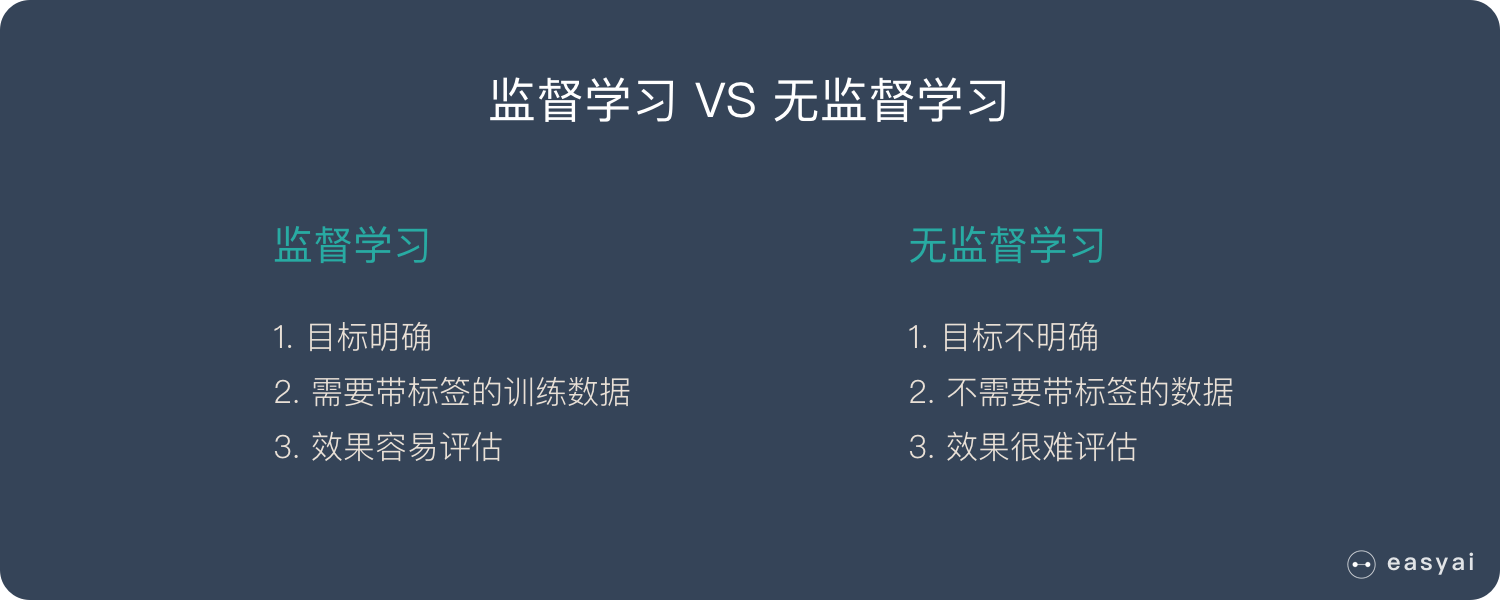 监督学习 VS 无监督学习
监督学习
1. 目标明确
2. 需要带标签的训练数据
3. 效果容易评估
无监督学习
1. 目标不明确
2. 不需要带标签的数据
3. 效果很难评估
easyai